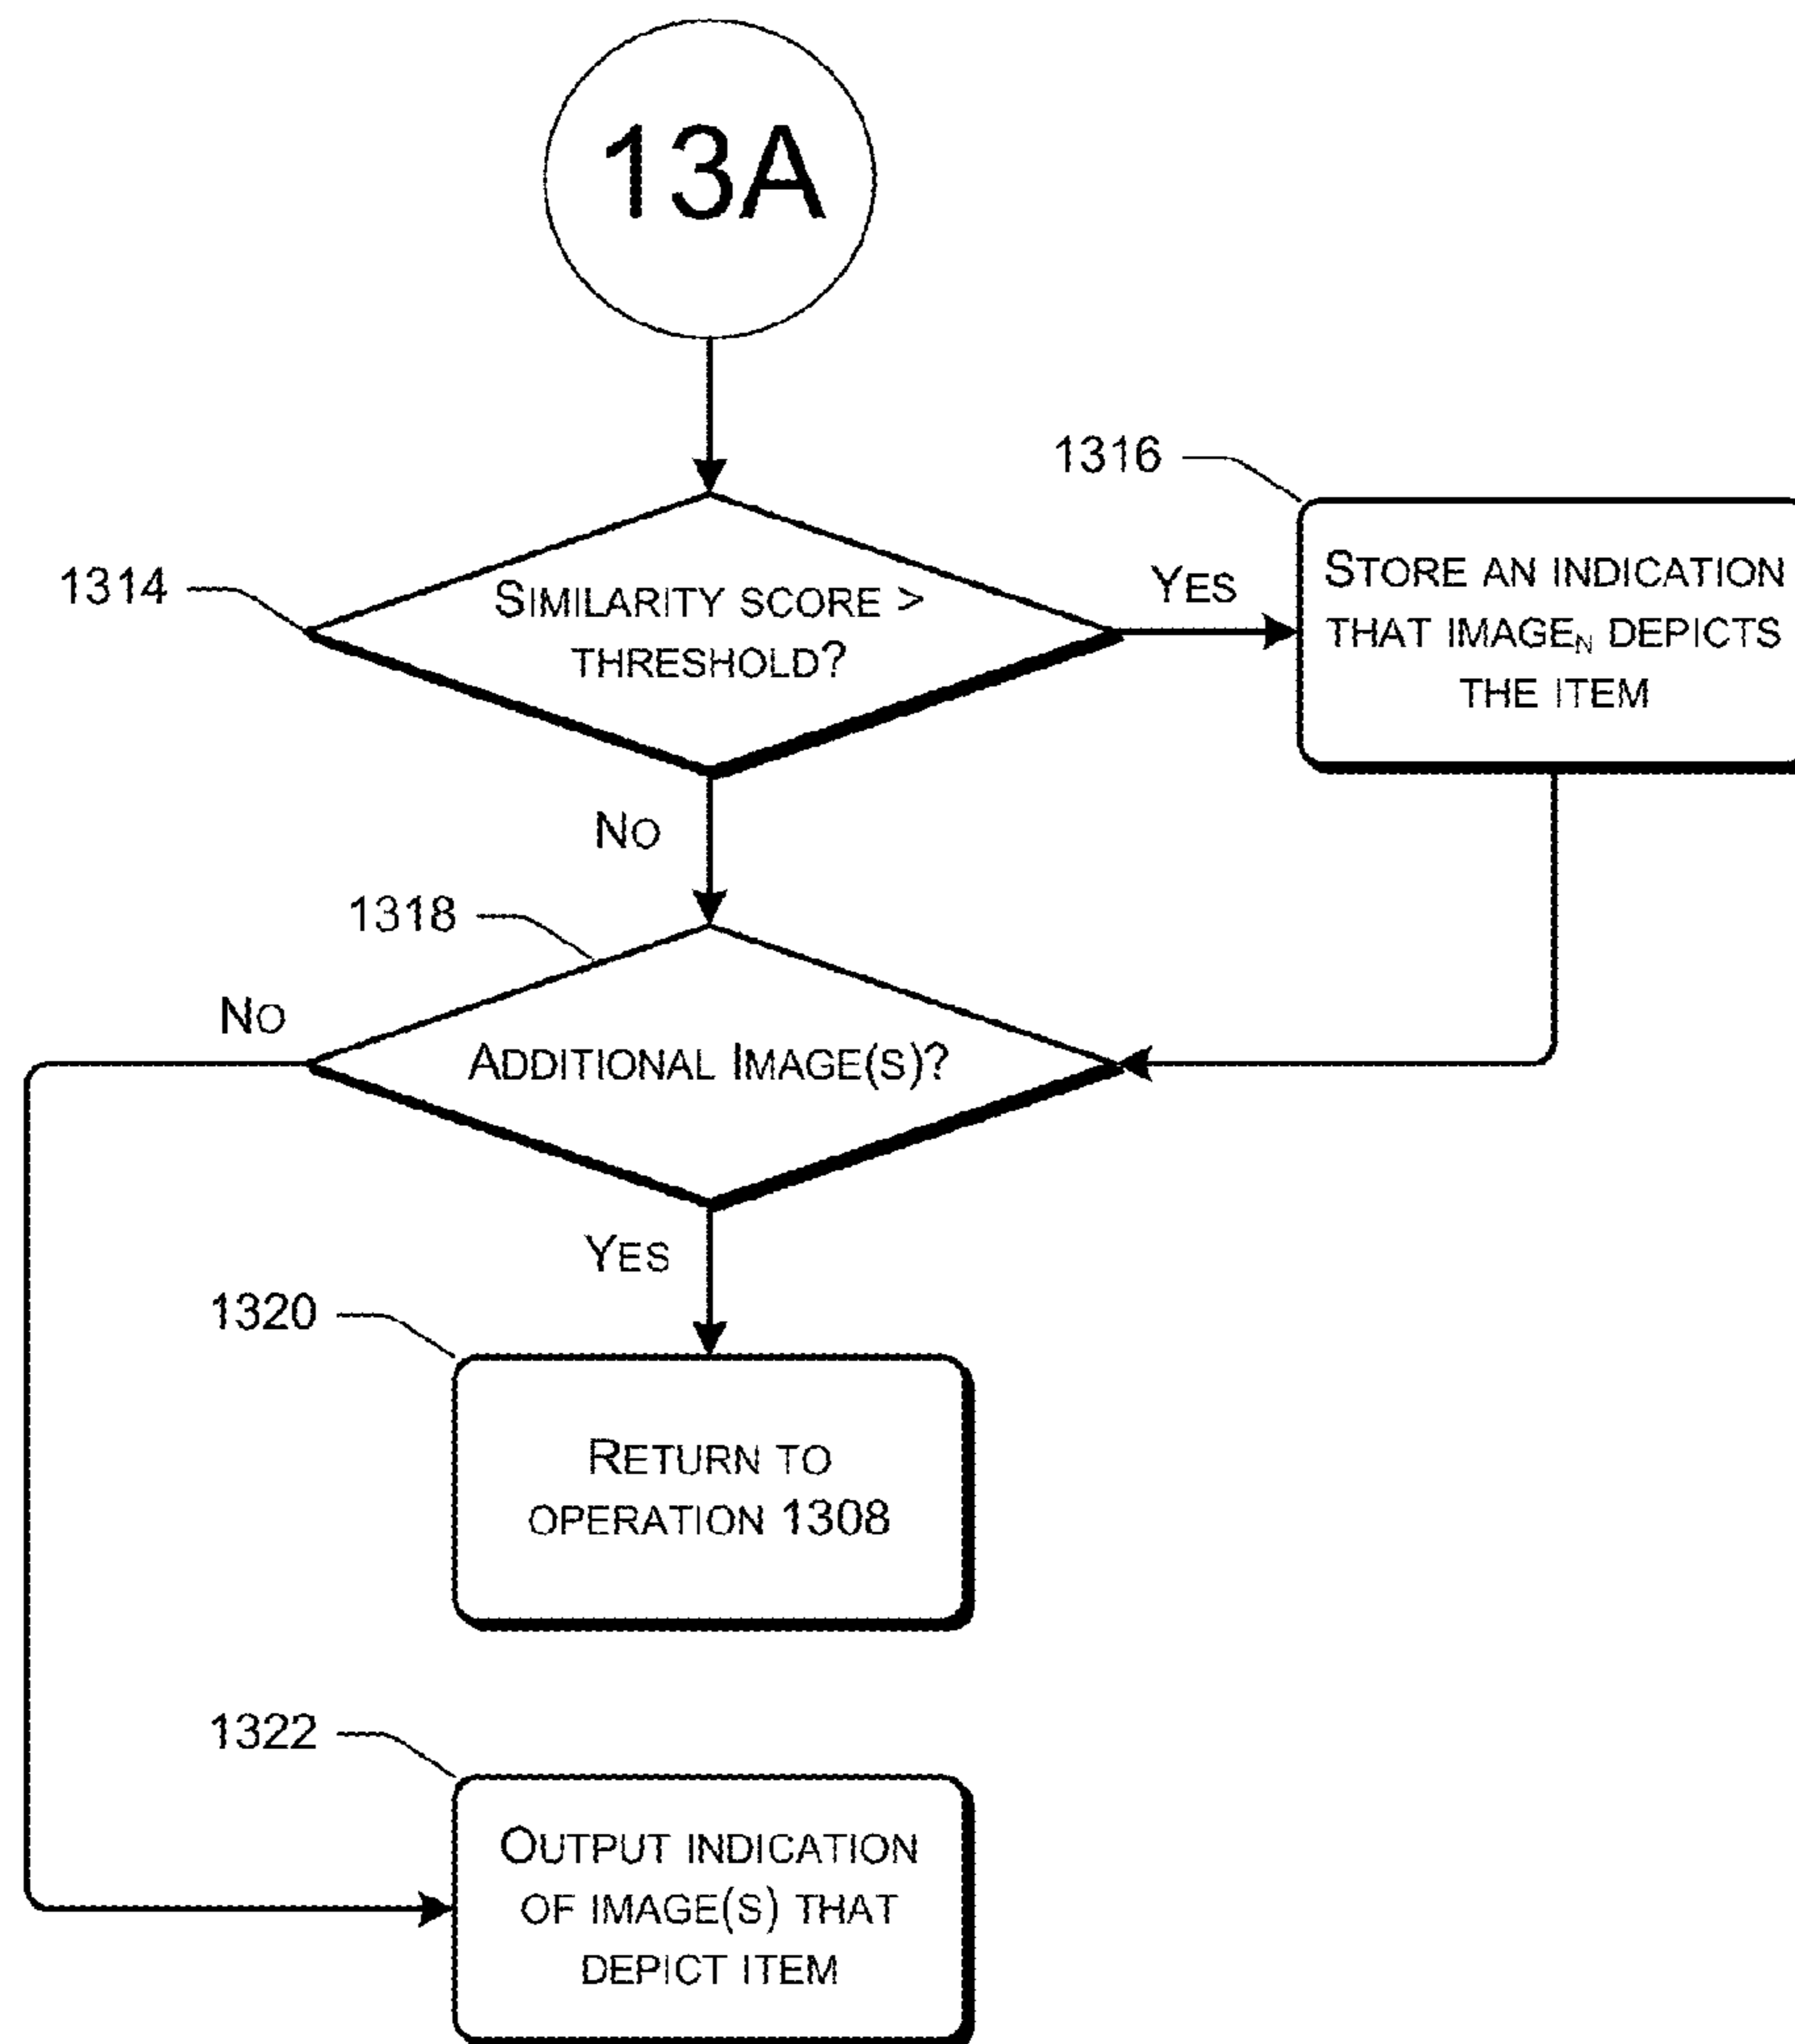 13A
1314
SIMILARITY SCORE >
THRESHOLD?
YES
1316
STORE AN INDICATION
THAT IMAGEN DEPICTS
THE ITEM
NO
1318
ADDITIONAL IMAGE(S)?
NO
YES
1320
RETURN TO
OPERATION 1308
1322
OUTPUT INDICATION
OF IMAGE(S) THAT
DEPICT ITEM